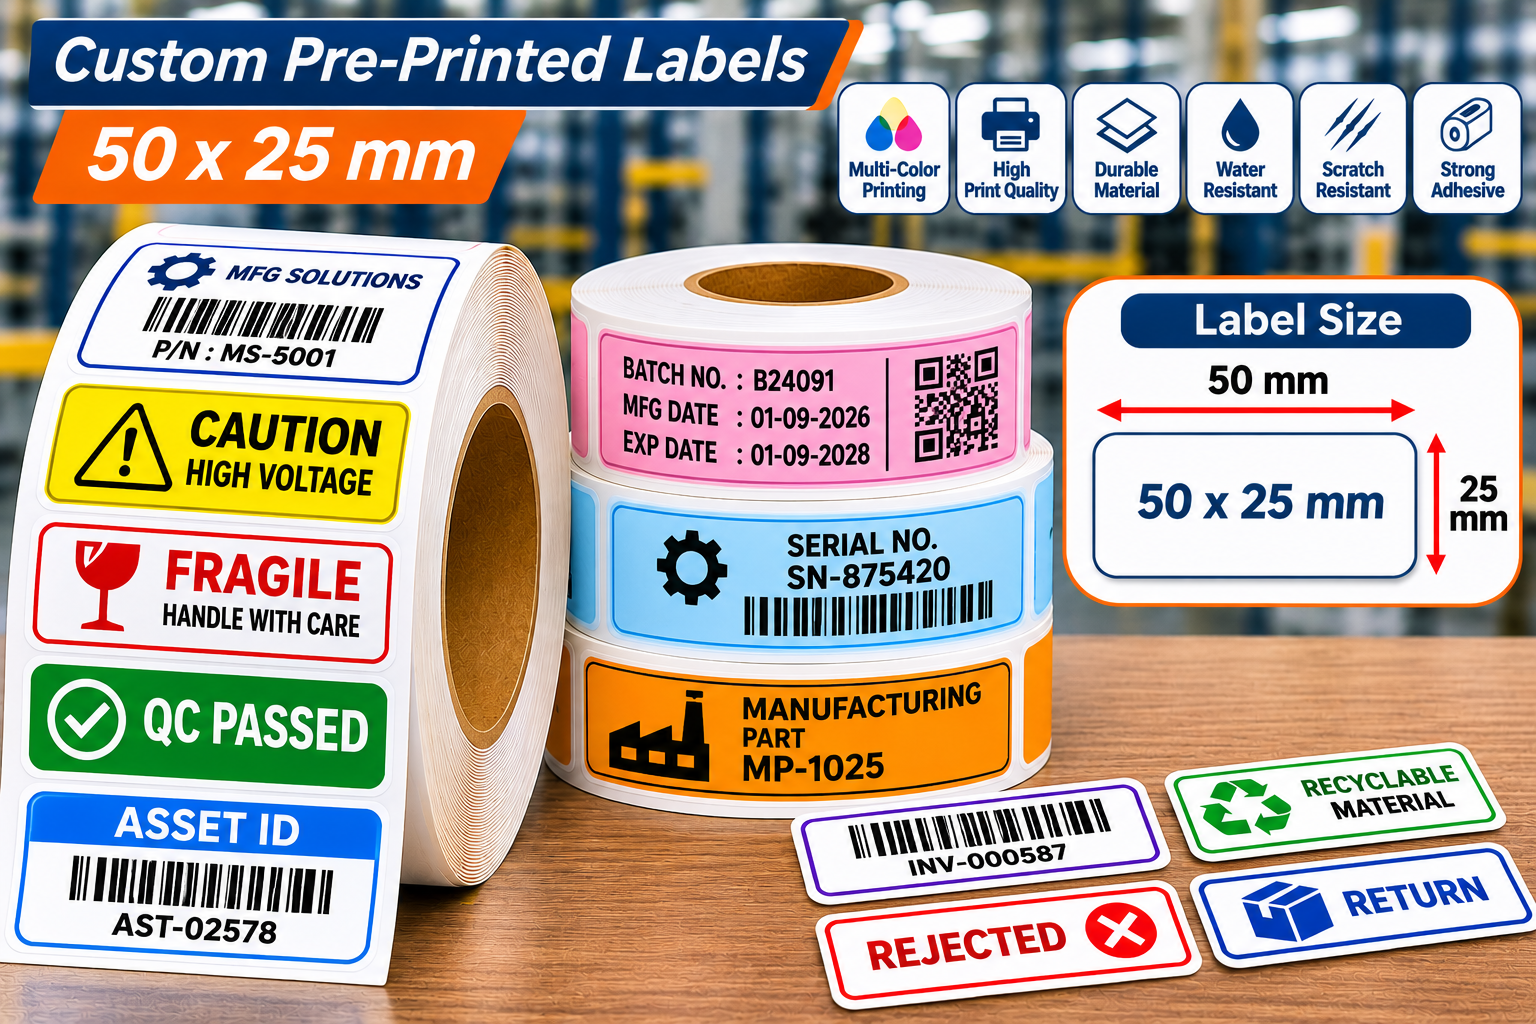 Custom Pre-Printed Labels
50 x 25 mm
Multi-Color
Printing
High
Print Quality
Durable
Material
Water
Resistant
Scratch
Resistant
Strong
Adhesive
MFG SOLUTIONS
P/N : MS-5001
CAUTION
HIGH VOLTAGE
FRAGILE
HANDLE WITH CARE
QC PASSED
ASSET ID
AST-02578
BATCH NO. : B24091
MFG DATE : 01-09-2026
EXP DATE : 01-09-2028
SERIAL NO.
SN-875420
MANUFACTURING
PART
MP-1025
Label Size
50 mm
50 x 25 mm
25
mm
INV-000587
RECYCLABLE
MATERIAL
REJECTED
RETURN